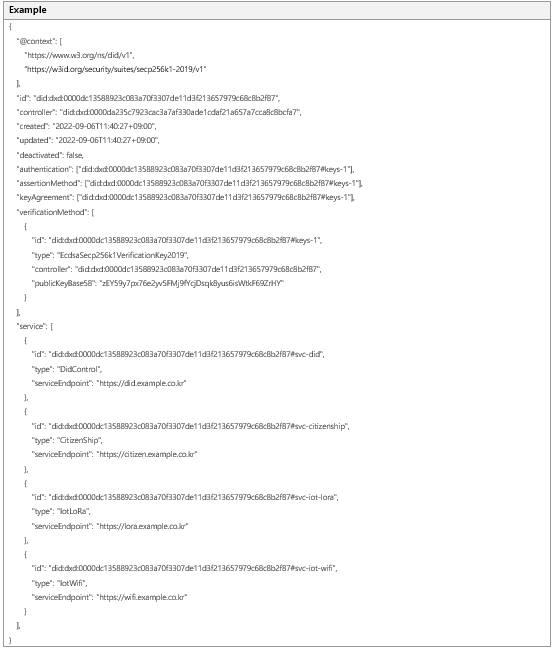 Example
{
"@context": [
"https://www.w3.org/ns/did/v1",
"https://w3id.org/security/suites/secp256k1-2019/v1"
],
"id": "did:dxd:0000dc13588923c083a70f3307de11d3f213657979c68c8b2f87",
"controller": "did:dxd:0000da235c7923cac3a7af330ade1cdaf21a657a7cca8c8bcfa7",
"created": "2022-09-06T11:40:27+09:00",
"updated": "2022-09-06T11:40:27+09:00",
"deactivated": false,
"authentication": ["did:dxd:0000dc13588923c083a70f3307de11d3f213657979c68c8b2f87#keys-1"],
"assertionMethod": ["did:dxd:0000dc13588923c083a70f3307de11d3f213657979c68c8b2f87#keys-1"],
"keyAgreement": ["did:dxd:0000dc13588923c083a70f3307de11d3f213657979c68c8b2f87#keys-1"],
"verificationMethod": [
{
"id": "did:dxd:0000dc13588923c083a70f3307de11d3f213657979c68c8b2f87#keys-1",
"type": "EcdsaSecp256k1VerificationKey2019",
"controller": "did:dxd:0000dc13588923c083a70f3307de11d3f213657979c68c8b2f87",
"publicKeyBase58": "zEY59y7px76e2yv5FMj9fYcjDsqk8yus6isWtkF69ZrHY"
}
],
"service": [
{
"id": "did:dxd:0000dc13588923c083a70f3307de11d3f213657979c68c8b2f87#svc-did",
"type": "DidControl",
"serviceEndpoint": "https://did.example.co.kr"
},
{
"id": "did:dxd:0000dc13588923c083a70f3307de11d3f213657979c68c8b2f87#svc-citizenship",
"type": "CitizenShip",
"serviceEndpoint": "https://citizen.example.co.kr"
},
{
"id": "did:dxd:0000dc13588923c083a70f3307de11d3f213657979c68c8b2f87#svc-iot-lora",
"type": "IotLoRa",
"serviceEndpoint": "https://lora.example.co.kr"
},
{
"id": "did:dxd:0000dc13588923c083a70f3307de11d3f213657979c68c8b2f87#svc-iot-wifi",
"type": "IotWifi",
"serviceEndpoint": "https://wifi.example.co.kr"
}
],
}